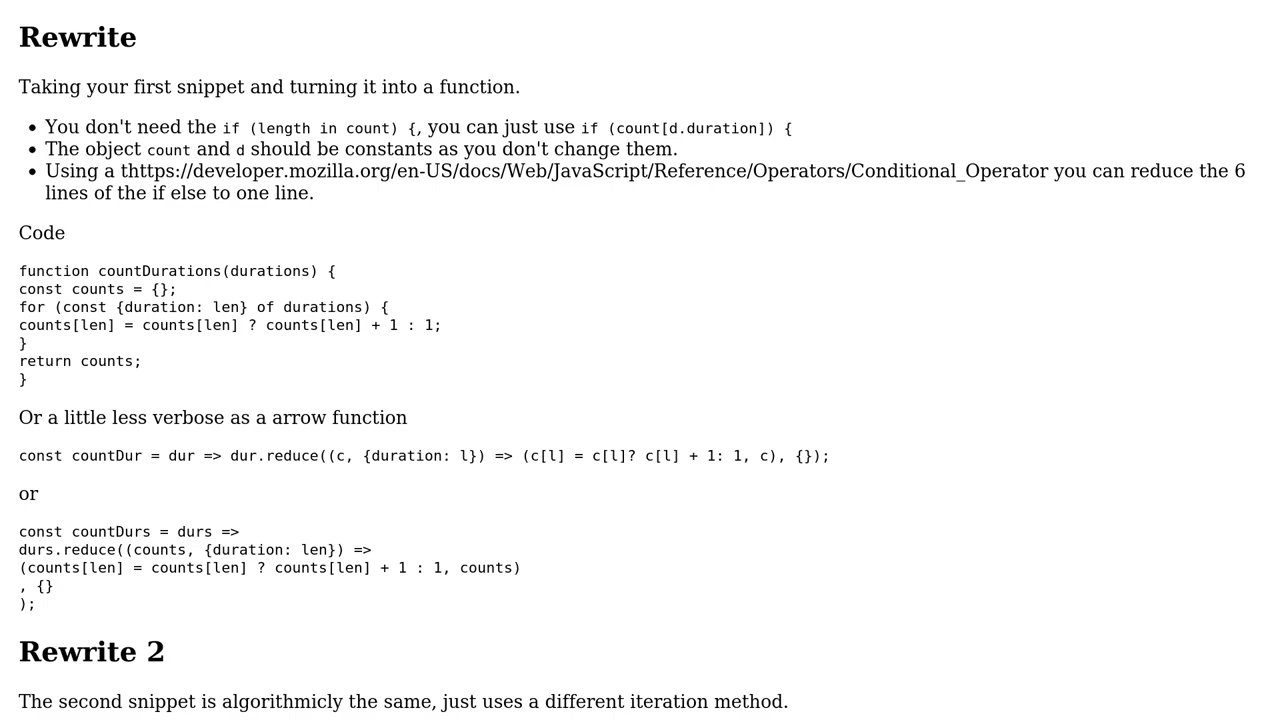 Rewrite
Taking your first snippet and turning it into a function.
• You don't need the if (length in count) {, you can just use if (count[d.duration]) {
• The object count and d should be constants as you don't change them.
• Using a thttps://developer.mozilla.org/en-US/docs/Web/JavaScript/Reference/Operators/Conditional_Operator you can reduce the 6
lines of the if else to one line.
Code
function countDurations(durations) {
const counts = {};
for (const {duration: len} of durations) {
counts[len] = counts[len] ? counts[len] + 1 : 1;
}
return counts;
}
Or a little less verbose as a arrow function
const countDur = dur => dur.reduce((c, {duration: l}) => (c[l] = c[l]? c[l] + 1: 1, c), {});
or
const countDurs = durs =>
durs.reduce((counts, {duration: len}) =>
(counts[len] = counts[len] ? counts[len] + 1 : 1, counts)
, {}
);
Rewrite 2
The second snippet is algorithmicly the same, just uses a different iteration method.